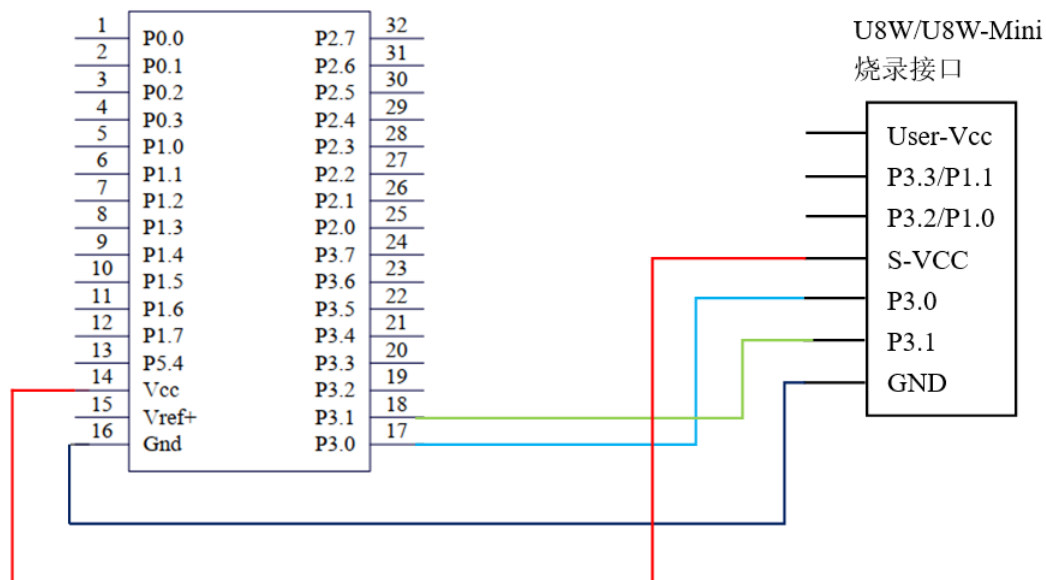 1 P0.0 P2.7 32
2 P0.1 P2.6 31
3 P0.2 P2.5 30
4 P0.3 P2.4 29
5 P1.0 P2.3 28
6 P1.1 P2.2 27
7 P1.2 P2.1 26
8 P1.3 P2.0 25
9 P1.4 P3.7 24
10 P1.5 P3.6 23
11 P1.6 P3.5 22
12 P1.7 P3.4 21
13 P5.4 P3.3 20
14 Vcc P3.2 19
15 Vref+ P3.1 18
16 Gnd P3.0 17
U8W/U8W-Mini
烧录接口
User-Vcc
P3.3/P1.1
P3.2/P1.0
S-VCC
P3.0
P3.1
GND